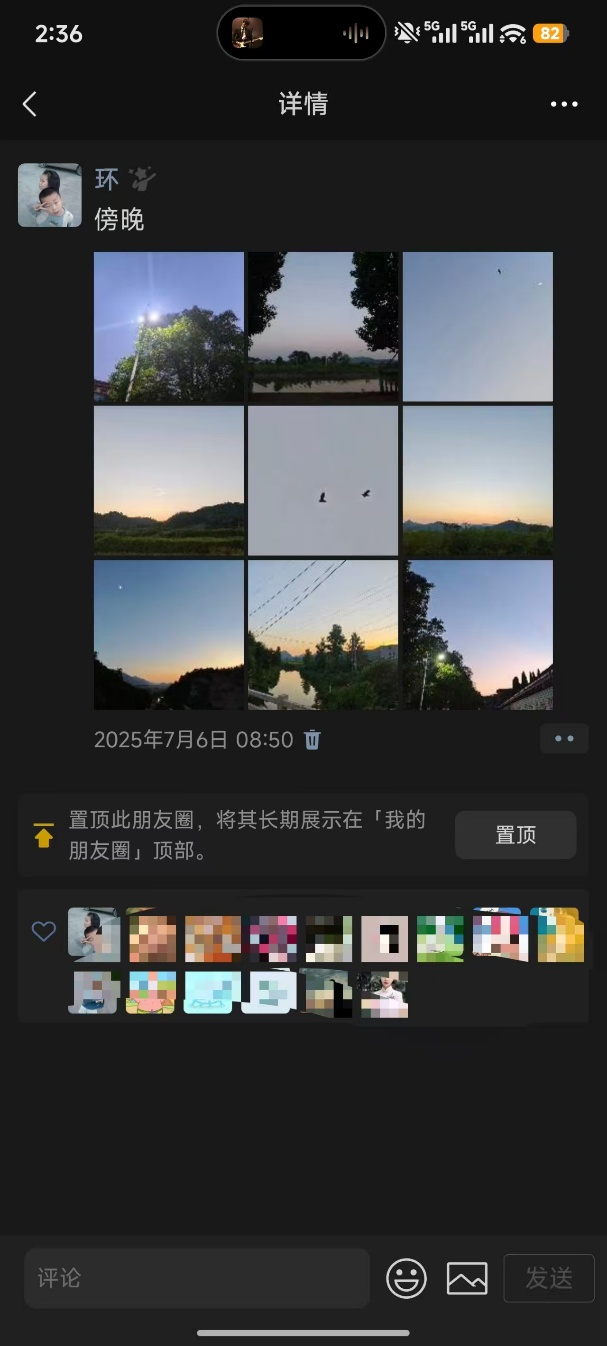 2:36
5G 5G 6 82
详情
环
傍晚
2025年7月6日 08:50
置顶此朋友圈，将其长期展示在「我的
朋友圈」顶部。
置顶
评论
发送